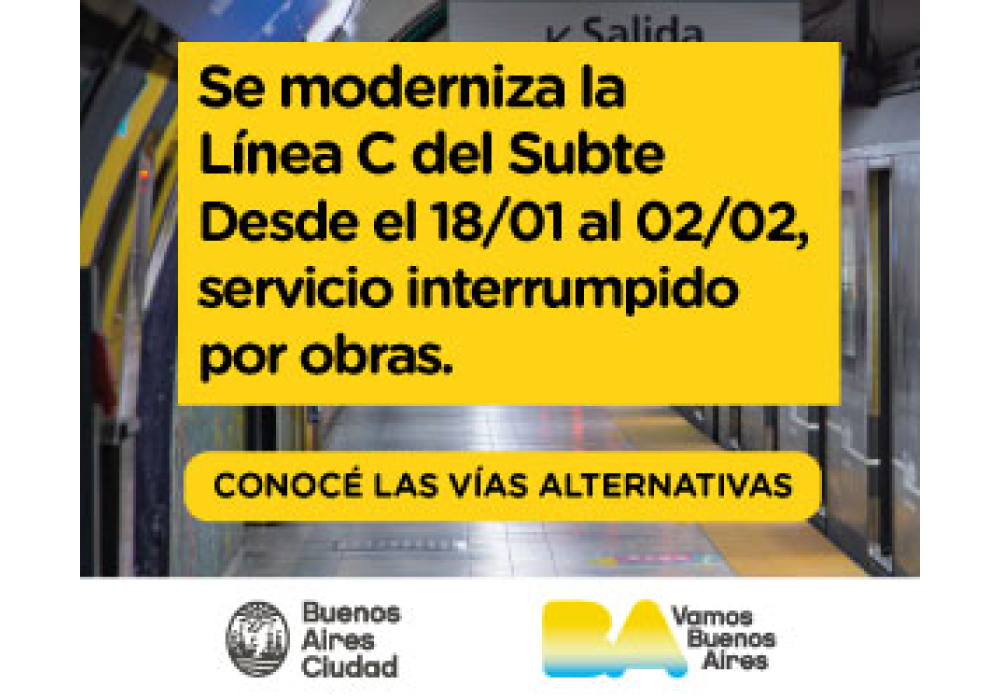 Salida
Se moderniza la
Línea C del Subte
Desde el 18/01 al 02/02,
servicio interrumpido
por obras.
CONOCÉ LAS VÍAS ALTERNATIVAS
Buenos
Aires
Ciudad
BA
Vamos
Buenos
Aires